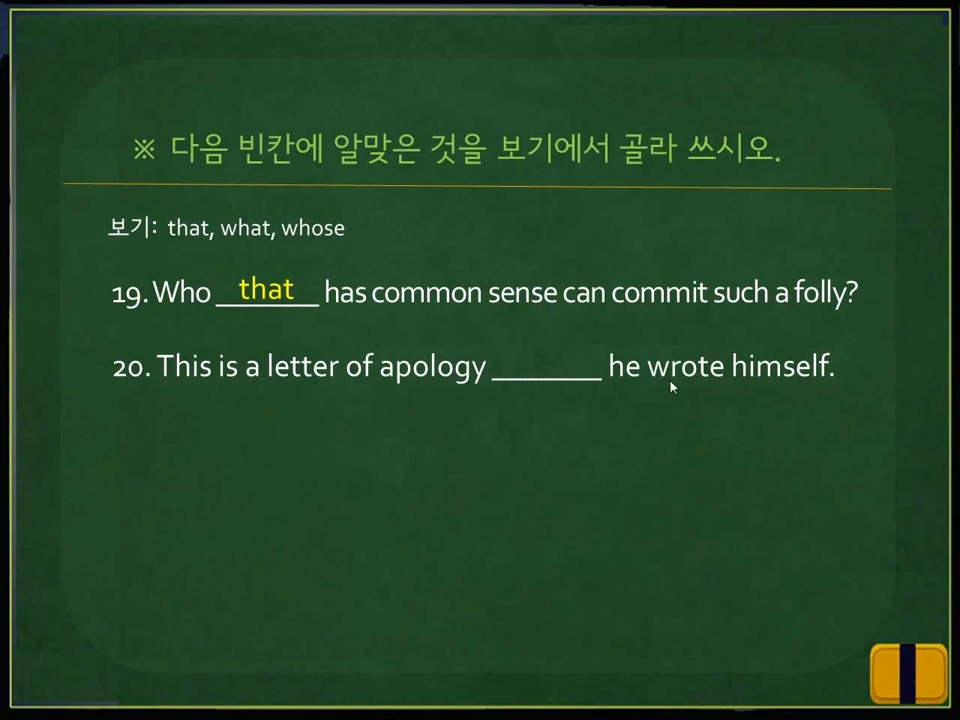 ※ 다음 빈칸에 알맞은 것을 보기에서 골라 쓰시오.
보기: that, what, whose
19. Who that has common sense can commit such a folly?
20. This is a letter of apology _______ he wrote himself.